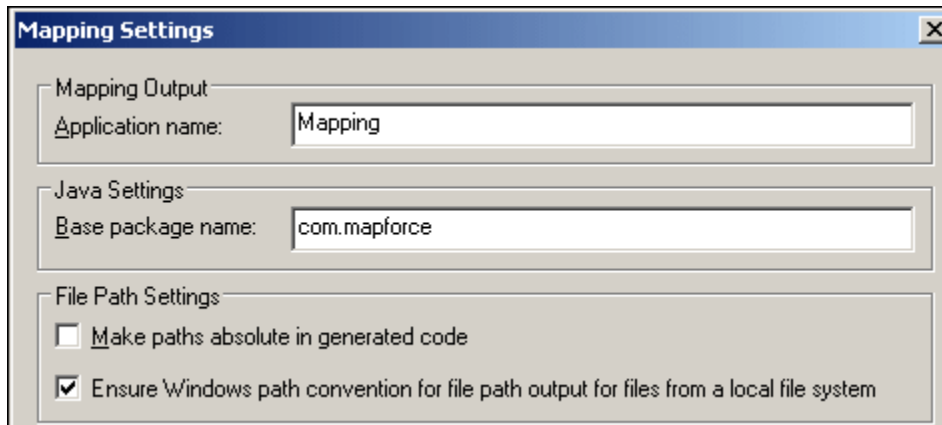 Mapping Settings
Mapping Output
Application name:
Mapping
Java Settings
Base package name:
com.mapforce
File Path Settings
Make paths absolute in generated code
Ensure Windows path convention for file path output for files from a local file system